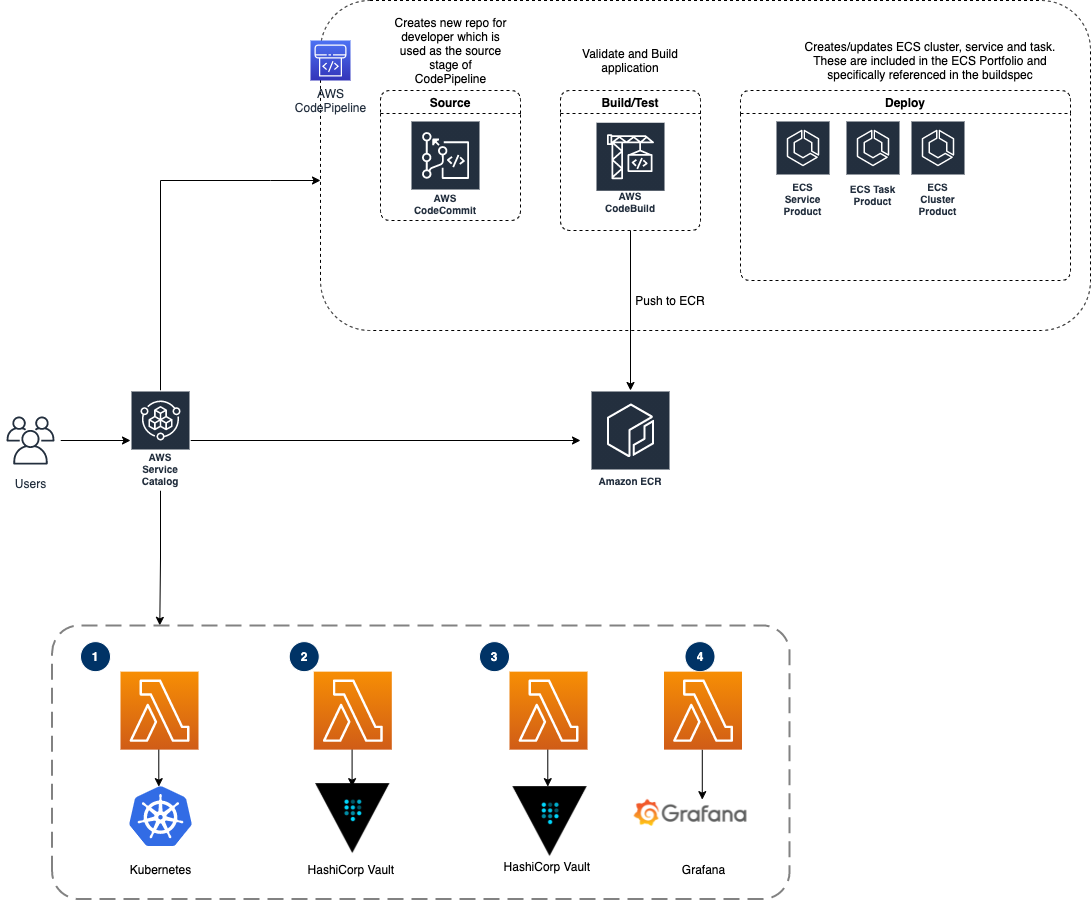 Creates new repo for
developer which is
used as the source
stage of
CodePipeline
Validate and Build
application
Creates/updates ECS cluster, service and task.
These are included in the ECS Portfolio and
specifically referenced in the buildspec
AWS
CodePipeline
Source
AWS
CodeCommit
Build/Test
AWS
CodeBuild
Deploy
ECS
Service
Product
ECS Task
Product
ECS
Cluster
Product
Push to ECR
Users
AWS
Service
Catalog
Amazon ECR
1
2
3
4
Grafana
Kubernetes
HashiCorp Vault
HashiCorp Vault
Grafana